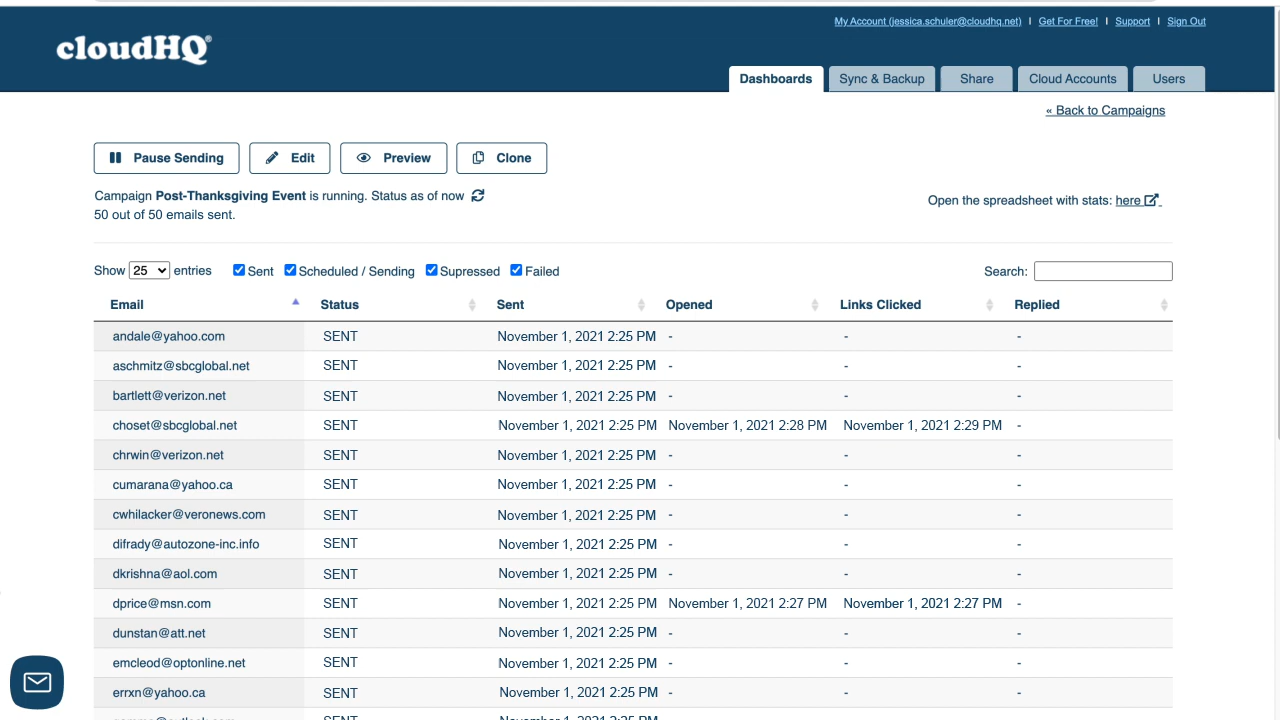 My Account (jessica.schuler@cloudhq.net) | Get For Free! | Support | Sign Out
cloudHQ®
Dashboards Sync & Backup Share Cloud Accounts Users
« Back to Campaigns
Pause Sending Edit Preview Clone
Campaign Post-Thanksgiving Event is running. Status as of now
50 out of 50 emails sent.
Open the spreadsheet with stats: here
Show 25 entries Sent Scheduled / Sending Supressed Failed Search:
Email Status Sent Opened Links Clicked Replied
andale@yahoo.com SENT November 1, 2021 2:25 PM - - -
aschmitz@sbcglobal.net SENT November 1, 2021 2:25 PM - - -
bartlett@verizon.net SENT November 1, 2021 2:25 PM - - -
choset@sbcglobal.net SENT November 1, 2021 2:25 PM November 1, 2021 2:28 PM November 1, 2021 2:29 PM -
chrwin@verizon.net SENT November 1, 2021 2:25 PM - - -
cumarana@yahoo.ca SENT November 1, 2021 2:25 PM - - -
cwhilacker@veronews.com SENT November 1, 2021 2:25 PM - - -
difrady@autozone-inc.info SENT November 1, 2021 2:25 PM - - -
dkrishna@aol.com SENT November 1, 2021 2:25 PM - - -
dprice@msn.com SENT November 1, 2021 2:25 PM November 1, 2021 2:27 PM November 1, 2021 2:27 PM -
dunstan@att.net SENT November 1, 2021 2:25 PM - - -
emcleod@optonline.net SENT November 1, 2021 2:25 PM - - -
errxn@yahoo.ca SENT November 1, 2021 2:25 PM - - -